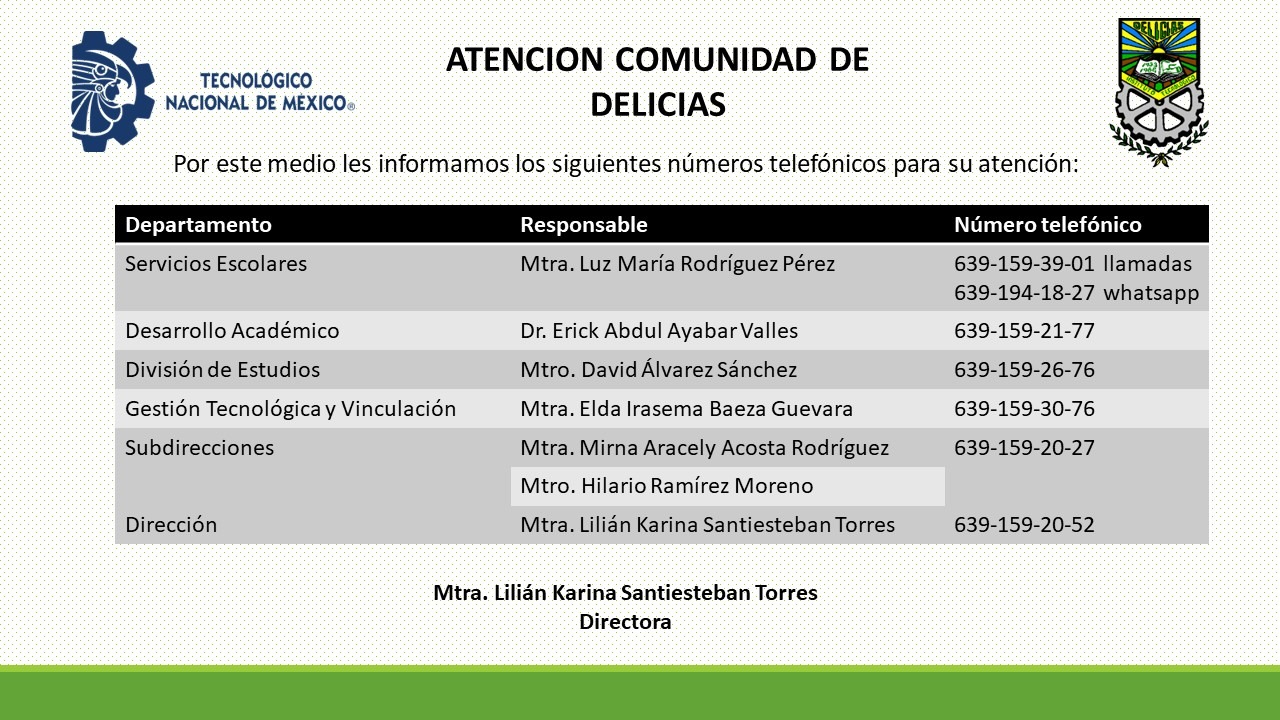 TECNOLÓGICO
NACIONAL DE MÉXICO®
ATENCION COMUNIDAD DE
DELICIAS
DELICIAS
INSTITUTO TECNOLOGICO
Por este medio les informamos los siguientes números telefónicos para su atención:
Departamento Responsable Número telefónico
Servicios Escolares Mtra. Luz María Rodríguez Pérez 639-159-39-01 llamadas
639-194-18-27 whatsapp
Desarrollo Académico Dr. Erick Abdul Ayabar Valles 639-159-21-77
División de Estudios Mtro. David Álvarez Sánchez 639-159-26-76
Gestión Tecnológica y Vinculación Mtra. Elda Irasema Baeza Guevara 639-159-30-76
Subdirecciones Mtra. Mirna Aracely Acosta Rodríguez 639-159-20-27
Mtro. Hilario Ramírez Moreno
Dirección Mtra. Lilián Karina Santiesteban Torres 639-159-20-52
Mtra. Lilián Karina Santiesteban Torres
Directora